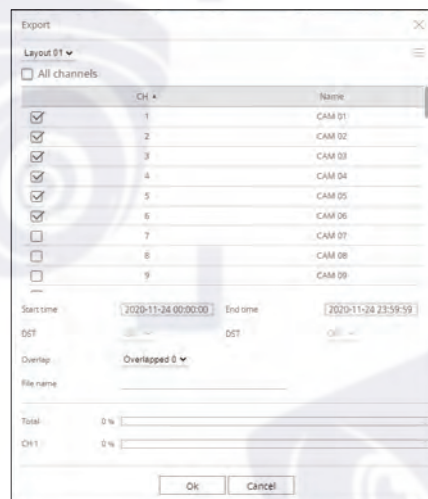 Export
Layout 01
All channels
CH Name
1 CAM 01
2 CAM 02
3 CAM 03
4 CAM 04
5 CAM 05
6 CAM 06
7 CAM 07
8 CAM 08
9 CAM 09
Start time 2020-11-24 00:00:00 End time 2020-11-24 23:59:59
DST DST
Overlap Overlapped 0
File name
Total 0 %
CH 1 0 %
Ok Cancel